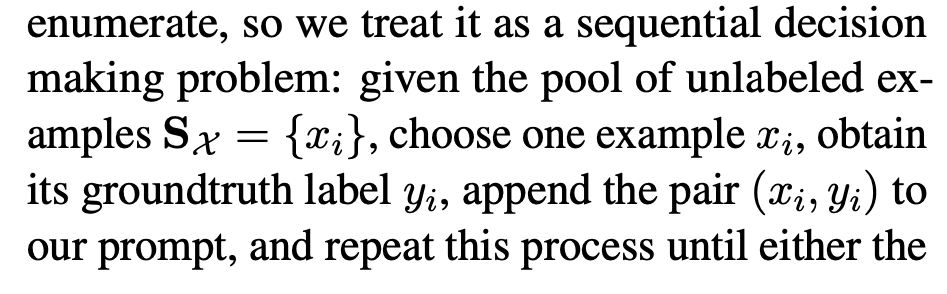 enumerate, so we treat it as a sequential decision
making problem: given the pool of unlabeled ex-
amples $\mathbf{S}_{\mathcal{X}} = \{x_i\}$, choose one example $x_i$, obtain
its groundtruth label $y_i$, append the pair $(x_i, y_i)$ to
our prompt, and repeat this process until either the